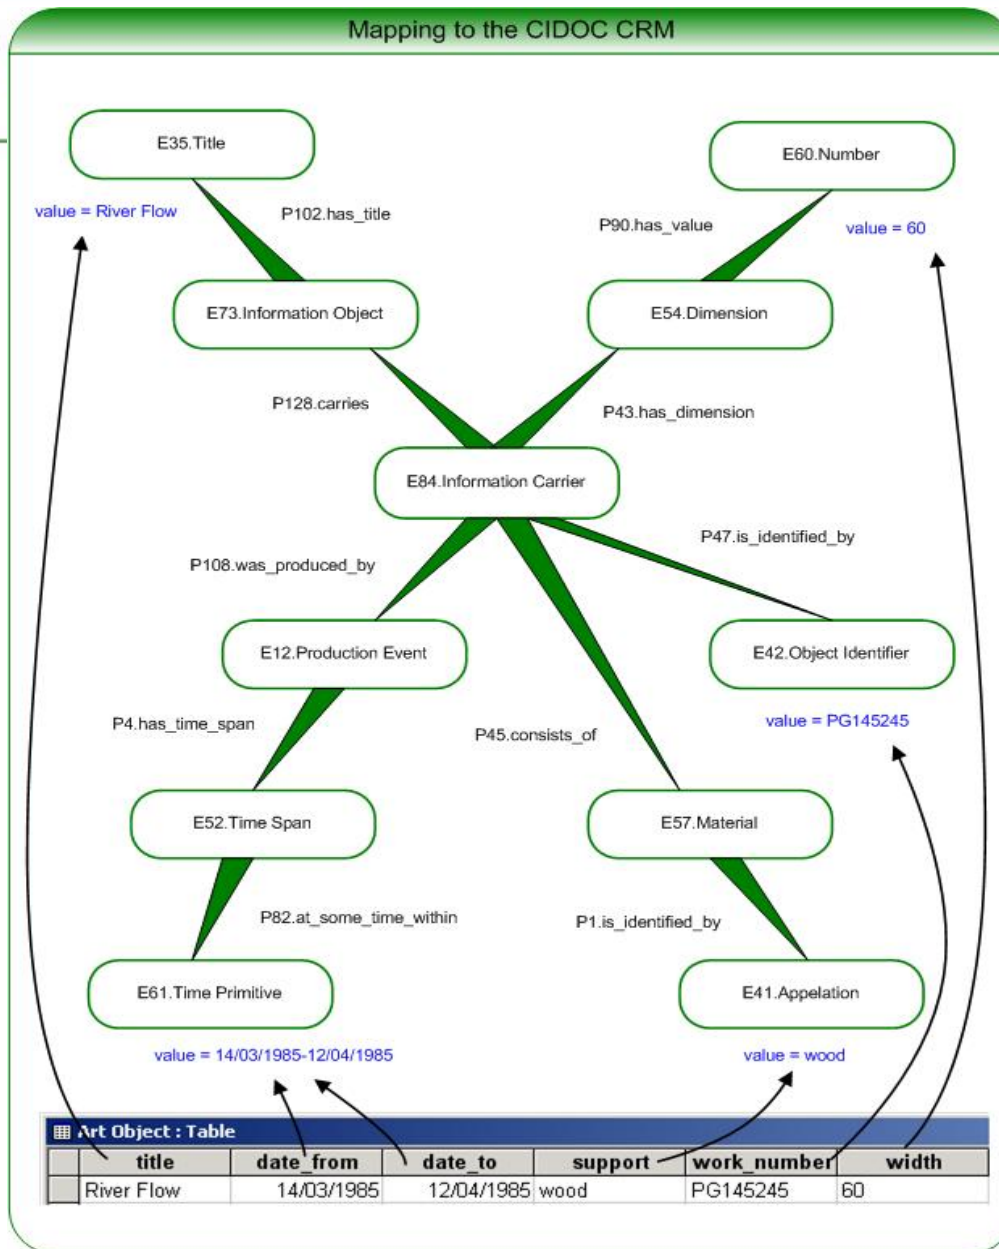 Mapping to the CIDOC CRM
E35.Title
E60.Number
value = River Flow
P102.has_title
P90.has_value
value = 60
E73.Information Object
E54.Dimension
P128.carries
P43.has_dimension
E84.Information Carrier
P108.was_produced_by
P47.is_identified_by
E12.Production Event
E42.Object Identifier
P4.has_time_span
P45.consists_of
value = PG145245
E52.Time Span
E57.Material
P82.at_some_time_within
P1.is_identified_by
E61.Time Primitive
E41.Appelation
value = 14/03/1985-12/04/1985
value = wood
Art Object : Table
title date_from date_to support work_number width
River Flow 14/03/1985 12/04/1985 wood PG145245 60